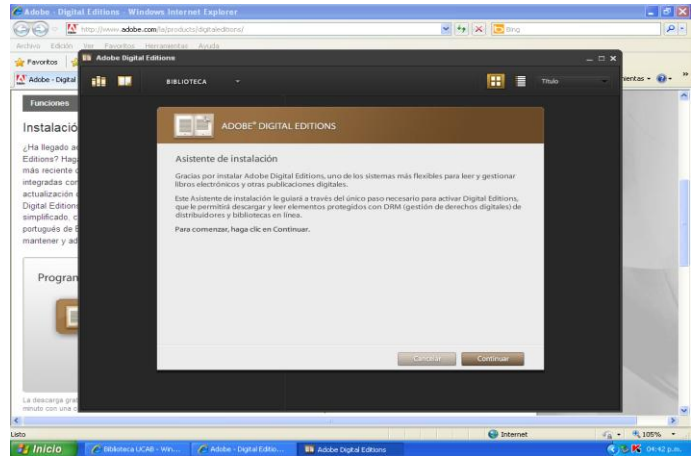 Adobe - Digital Editions - Windows Internet Explorer
http://www.adobe.com/la/products/digitaleditions/
Bing
Archivo Edición Ver Favoritos Herramientas Ayuda
Favoritos
Adobe Digital Editions
Adobe - Digital
BIBLIOTECA
Título
mientas
Funciones
Instalació
¿Ha llegado a
Editions? Hag
más reciente
integradas con
actualización
Digital Edition
simplificado, c
portugués de
mantener y ad
Program
La descarga gra
minuto con una c
ADOBE® DIGITAL EDITIONS
Asistente de instalación
Gracias por instalar Adobe Digital Editions, uno de los sistemas más flexibles para leer y gestionar
libros electrónicos y otras publicaciones digitales.
Este Asistente de instalación le guiará a través del único paso necesario para activar Digital Editions,
que le permitirá descargar y leer elementos protegidos con DRM (gestión de derechos digitales) de
distribuidores y bibliotecas en línea.
Para comenzar, haga clic en Continuar.
Cancelar Continuar
Listo
Internet
105%
Inicio
Biblioteca UCAB - Win...
Adobe - Digital Editio...
Adobe Digital Editions
04:42 p.m.